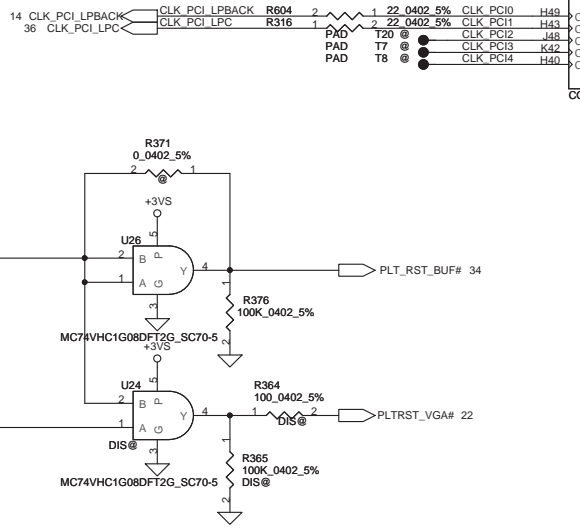 14 CLK_PCI_LPBACK CLK_PCI_LPBACK R604 2 1 22_0402_5% CLK_PCI0 H49
36 CLK_PCI_LPC CLK_PCI_LPC R316 1 2 22_0402_5% CLK_PCI1 H43
PAD T20 @ CLK_PCI2 J48
PAD T7 @ CLK_PCI3 K42
PAD T8 @ CLK_PCI4 H40
R371
0_0402_5%
2 1
@
+3VS
U26
5
2 B P
Y 4
PLT_RST_BUF# 34
1 A G
3
1
R376
100K_0402_5%
2
MC74VHC1G08DFT2G_SC70-5
+3VS
U24
5
R364
100_0402_5%
2 B P
Y 4
1 2
DIS@
PLTRST_VGA# 22
1 A G
DIS@
3
1
R365
100K_0402_5%
DIS@
2
MC74VHC1G08DFT2G_SC70-5